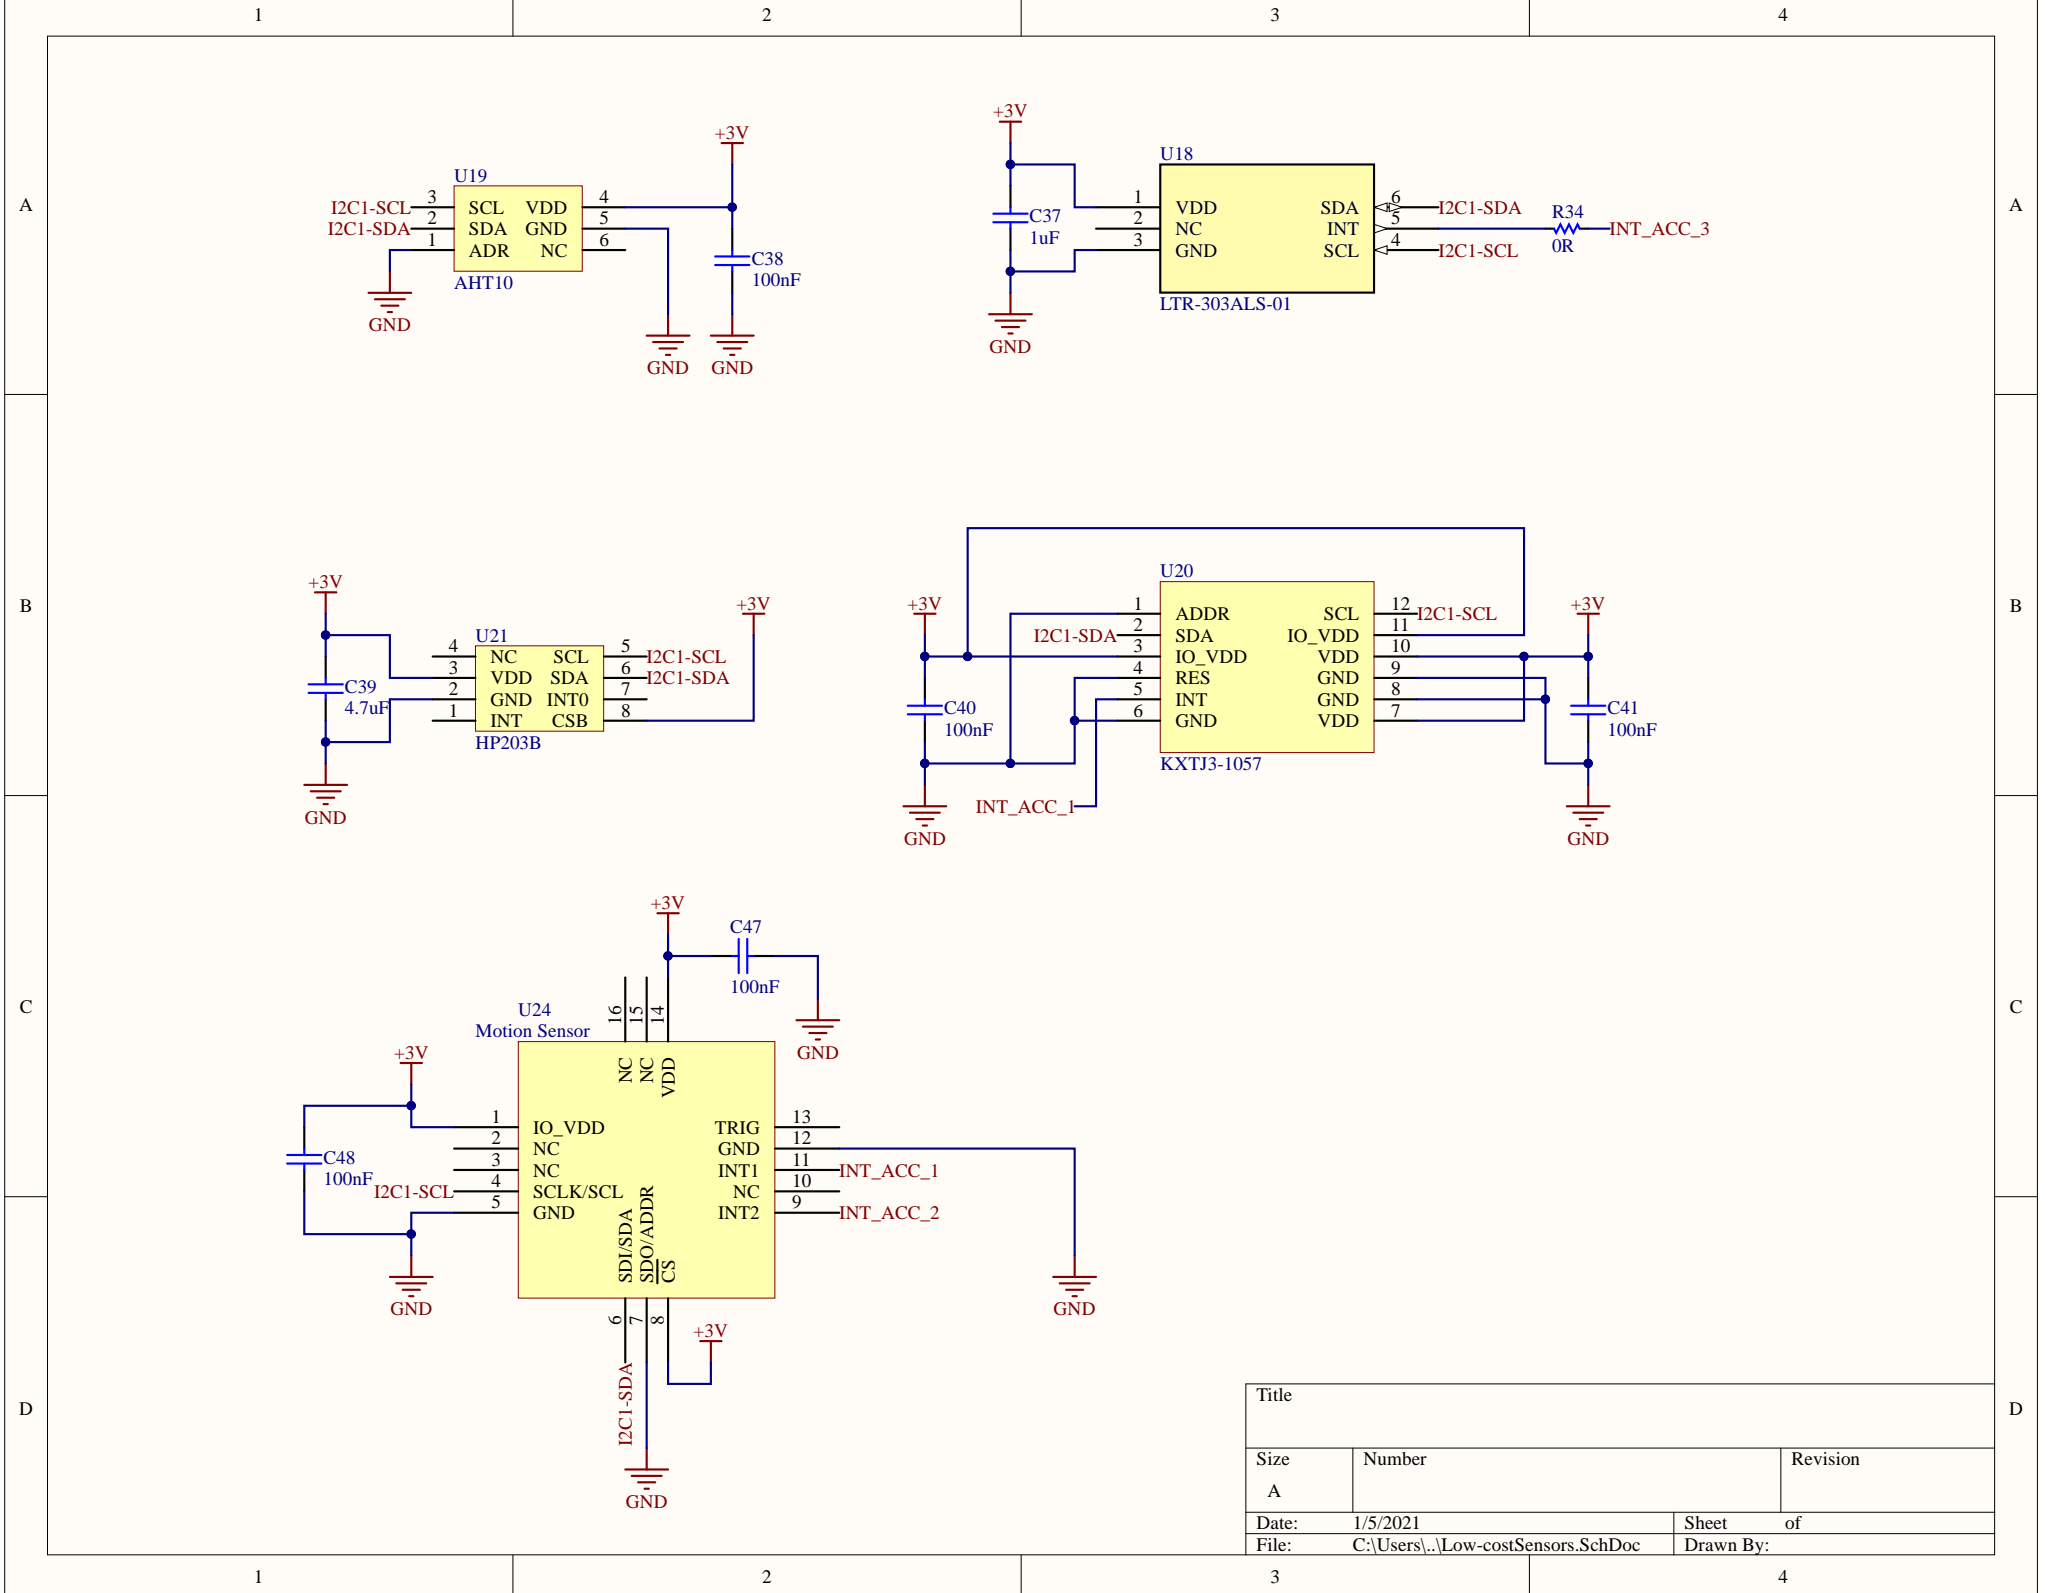 1 2 3 4
A A
B B
C C
D D
+3V
U19
I2C1-SCL 3 SCL VDD 4
I2C1-SDA 2 SDA GND 5
1 ADR NC 6
AHT10
GND
C38
100nF
GND GND
+3V
U18
C37
1uF
1 VDD SDA 6 I2C1-SDA
2 NC INT 5
3 GND SCL 4 I2C1-SCL
R34
0R
INT_ACC_3
LTR-303ALS-01
GND
+3V
+3V
U21
4 NC SCL 5 I2C1-SCL
3 VDD SDA 6 I2C1-SDA
2 GND INT0 7
1 INT CSB 8
HP203B
C39
4.7uF
GND
U20
+3V
+3V
1 ADDR SCL 12 I2C1-SCL
I2C1-SDA 2 SDA IO_VDD 11
3 IO_VDD VDD 10
4 RES GND 9
5 INT GND 8
6 GND VDD 7
KXTJ3-1057
C40
100nF
C41
100nF
INT_ACC_1
GND
GND
+3V
C47
100nF
GND
U24
Motion Sensor
16 15 14
NC NC VDD
+3V
1 IO_VDD TRIG 13
2 NC GND 12
3 NC INT1 11 INT_ACC_1
I2C1-SCL 4 SCLK/SCL NC 10
5 GND INT2 9 INT_ACC_2
C48
100nF
SDI/SDA SDO/ADDR CS
6 7 8
GND
GND
+3V
I2C1-SDA
GND
Title
Size Number Revision
A
Date: 1/5/2021 Sheet of
File: C:\Users\..\Low-costSensors.SchDoc Drawn By:
1 2 3 4